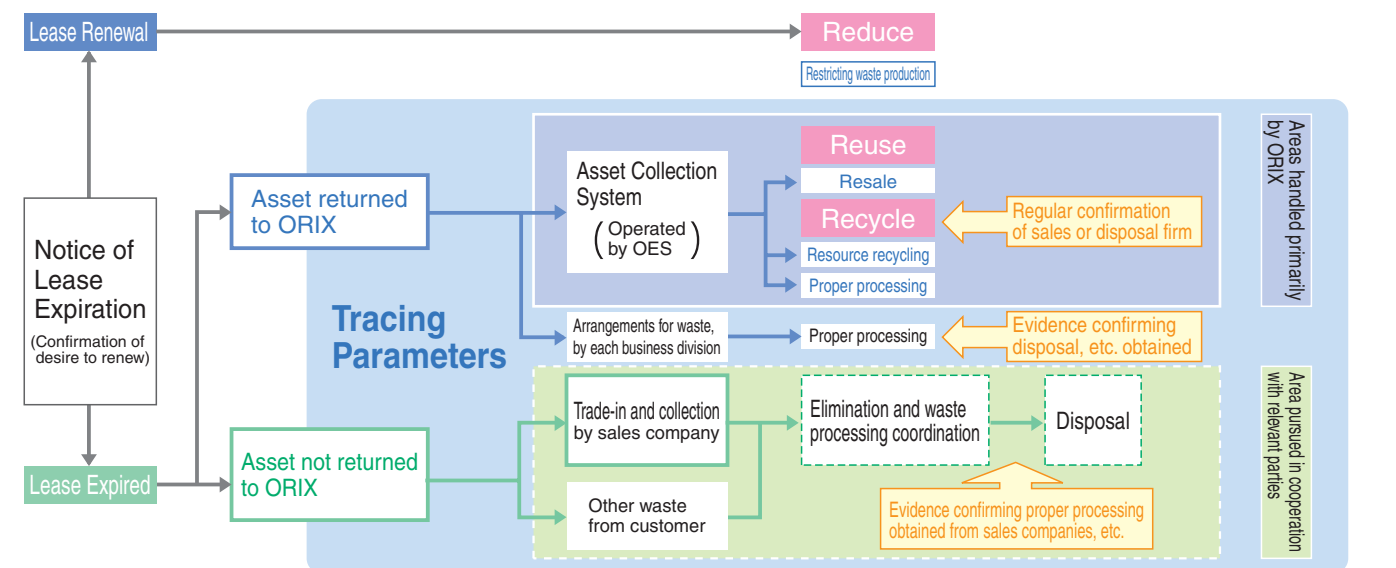 Lease Renewal
Reduce
Restricting waste production
Notice of
Lease
Expiration
(Confirmation of
desire to renew)
Lease Expired
Asset returned
to ORIX
Asset not returned
to ORIX
Tracing
Parameters
Asset Collection
System
(Operated
by OES)
Reuse
Resale
Recycle
Resource recycling
Proper processing
Regular confirmation
of sales or disposal firm
Areas handled primarily
by ORIX
Arrangements for waste,
by each business division
Proper processing
Evidence confirming
disposal, etc. obtained
Trade-in and collection
by sales company
Other waste
from customer
Elimination and waste
processing coordination
Disposal
Evidence confirming proper processing
obtained from sales companies, etc.
Area pursued in cooperation
with relevant parties